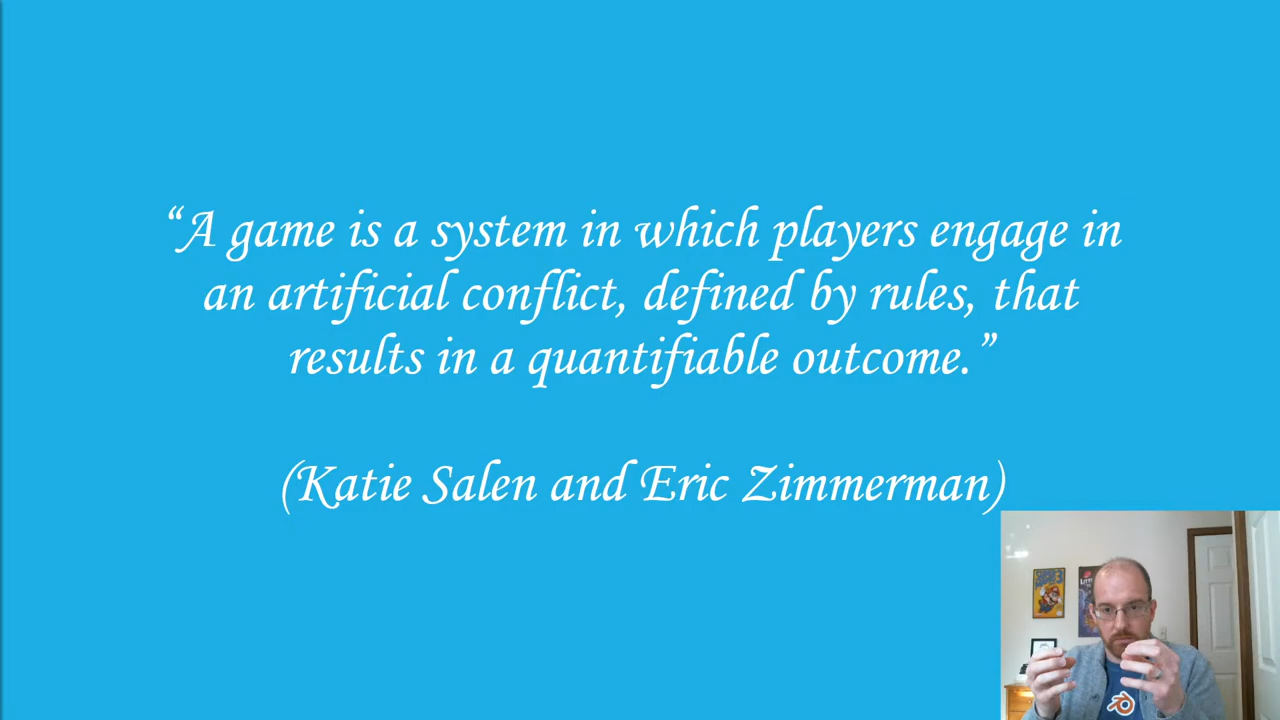 “A game is a system in which players engage in
an artificial conflict, defined by rules, that
results in a quantifiable outcome.”
(Katie Salen and Eric Zimmerman)